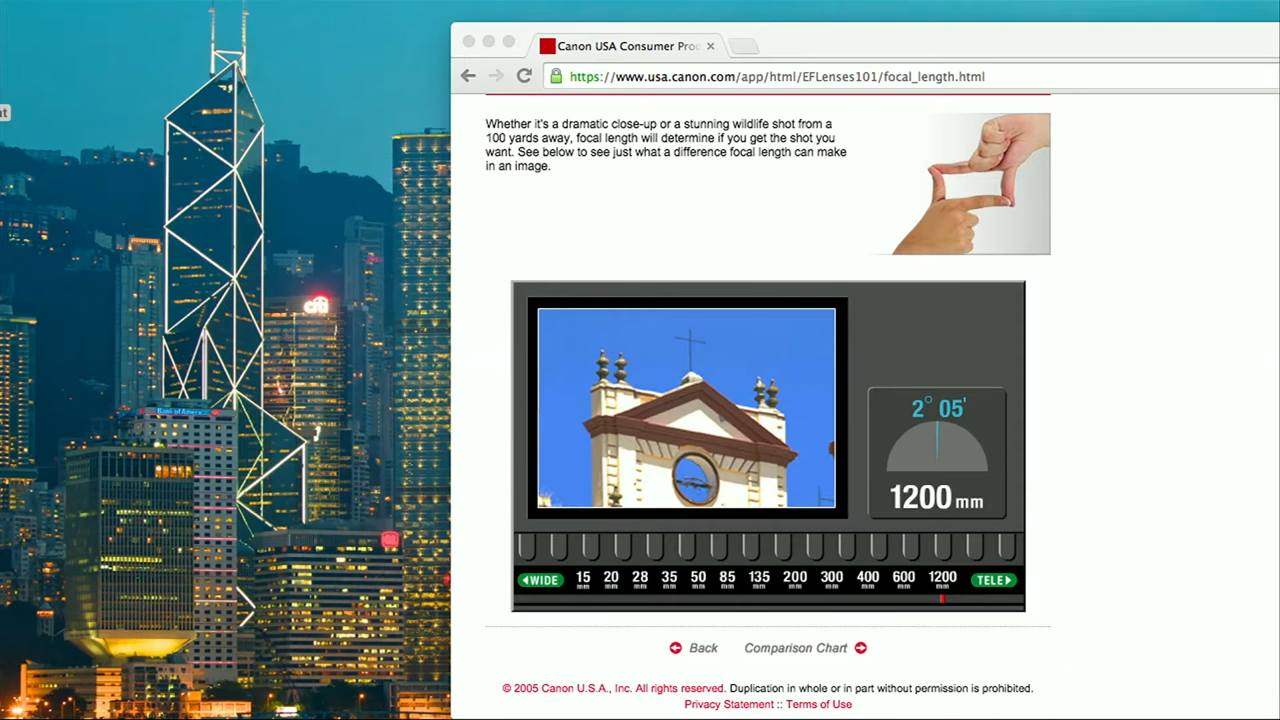 Canon USA Consumer Pro
https://www.usa.canon.com/app/html/EFLenses101/focal_length.html
nt
Whether it's a dramatic close-up or a stunning wildlife shot from a
100 yards away, focal length will determine if you get the shot you
want. See below to see just what a difference focal length can make
in an image.
citi
Bank of America
2° 05'
1200 mm
WIDE 15 mm 20 mm 28 mm 35 mm 50 mm 85 mm 135 mm 200 mm 300 mm 400 mm 600 mm 1200 mm TELE
Back Comparison Chart
© 2005 Canon U.S.A., Inc. All rights reserved. Duplication in whole or in part without permission is prohibited.
Privacy Statement :: Terms of Use